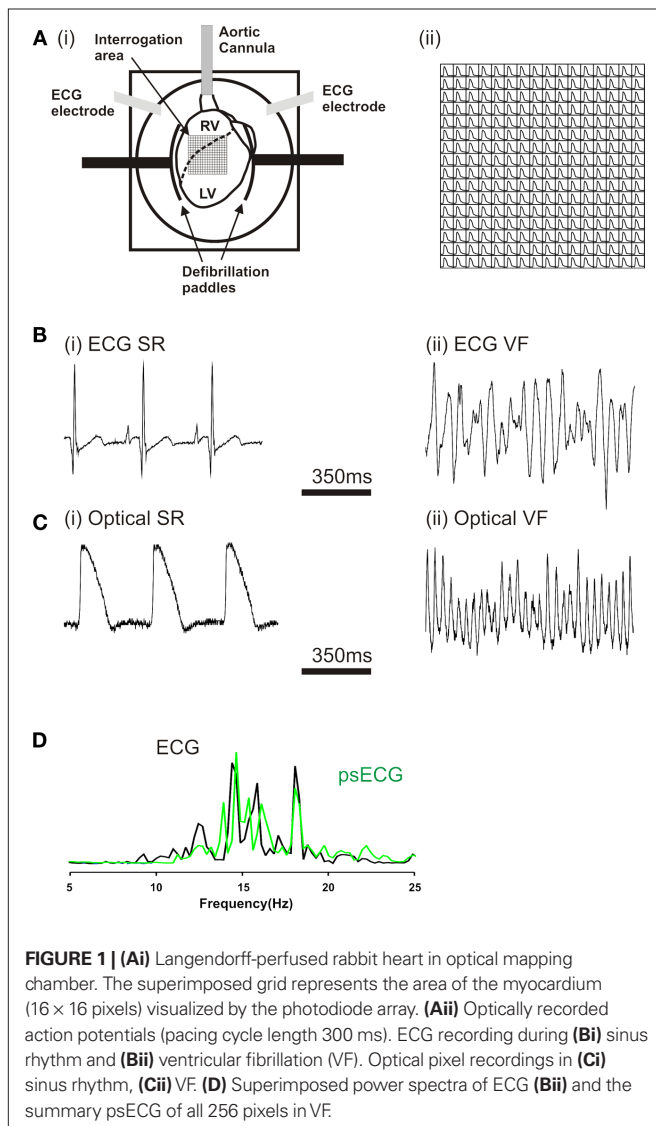 A (i)
Interrogation
area
Aortic
Cannula
(ii)
ECG
electrode
ECG
electrode
RV
LV
Defibrillation
paddles
B
(i) ECG SR
(ii) ECG VF
350ms
C
(i) Optical SR
(ii) Optical VF
350ms
D
ECG
psECG
5 10 15 20 25
Frequency(Hz)
FIGURE 1 | (Ai) Langendorff-perfused rabbit heart in optical mapping
chamber. The superimposed grid represents the area of the myocardium
(16 × 16 pixels) visualized by the photodiode array. (Aii) Optically recorded
action potentials (pacing cycle length 300 ms). ECG recording during (Bi) sinus
rhythm and (Bii) ventricular fibrillation (VF). Optical pixel recordings in (Ci)
sinus rhythm, (Cii) VF. (D) Superimposed power spectra of ECG (Bii) and the
summary psECG of all 256 pixels in VF.